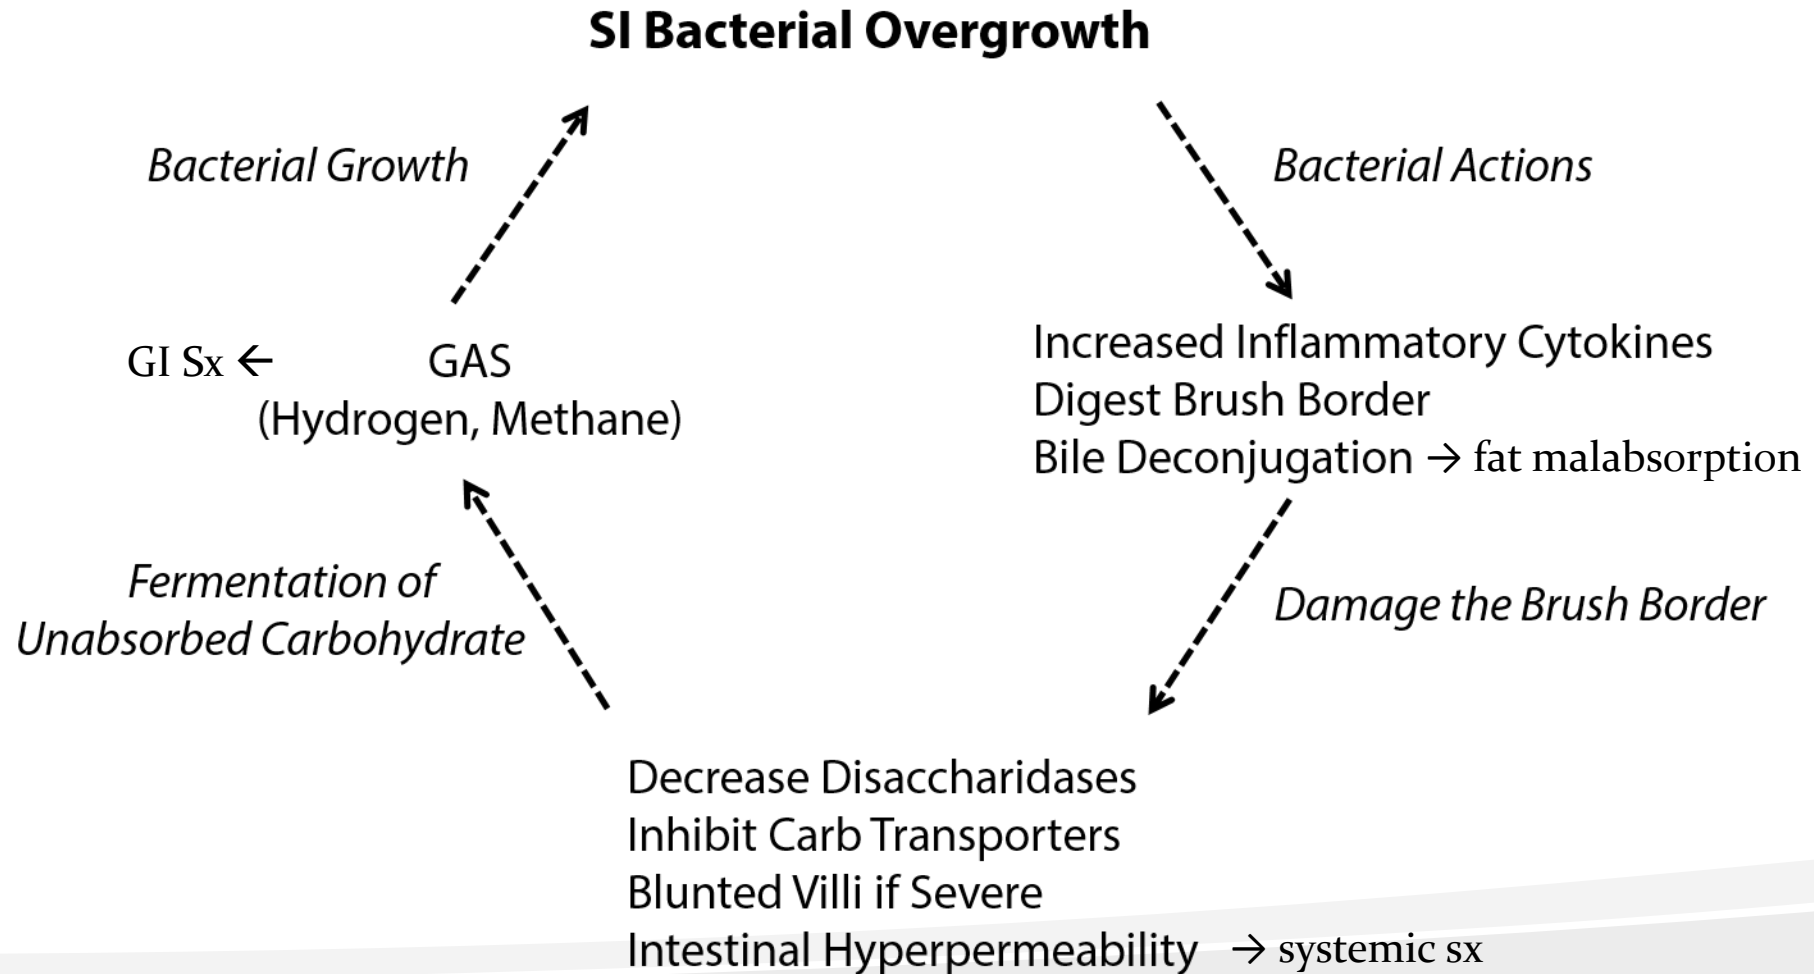 SI Bacterial Overgrowth
Bacterial Growth
Bacterial Actions
GI Sx ← GAS
(Hydrogen, Methane)
Increased Inflammatory Cytokines
Digest Brush Border
Bile Deconjugation → fat malabsorption
Fermentation of
Unabsorbed Carbohydrate
Damage the Brush Border
Decrease Disaccharidases
Inhibit Carb Transporters
Blunted Villi if Severe
Intestinal Hyperpermeability → systemic sx